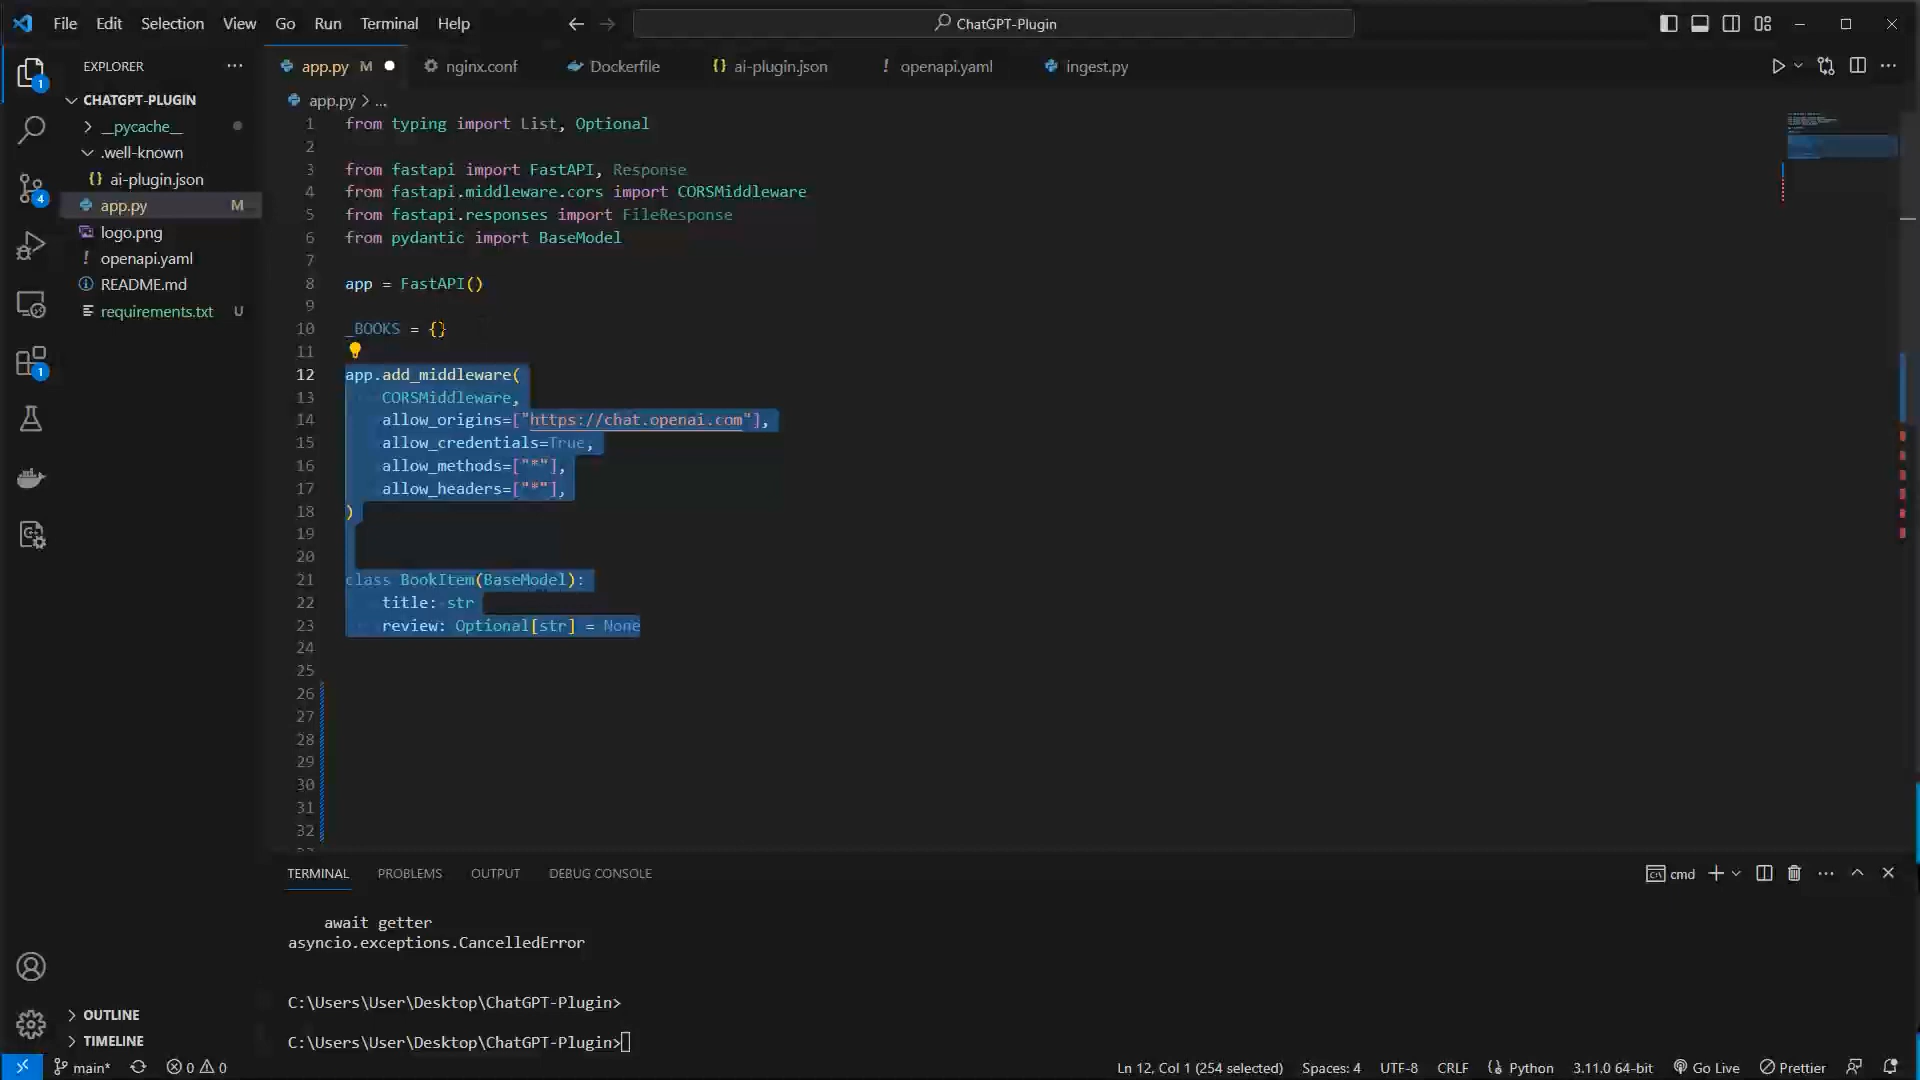 File Edit Selection View Go Run Terminal Help
ChatGPT-Plugin
EXPLORER
app.py M
nginx.conf
Dockerfile
{} ai-plugin.json
! openapi.yaml
ingest.py
CHATGPT-PLUGIN
__pycache__
.well-known
{} ai-plugin.json
app.py M
logo.png
! openapi.yaml
README.md
requirements.txt U
1
4
1
app.py > ...
1 from typing import List, Optional
2
3 from fastapi import FastAPI, Response
4 from fastapi.middleware.cors import CORSMiddleware
5 from fastapi.responses import FileResponse
6 from pydantic import BaseModel
7
8 app = FastAPI()
9
10 _BOOKS = {}
11
12 app.add_middleware(
13 CORSMiddleware,
14 allow_origins=["https://chat.openai.com"],
15 allow_credentials=True,
16 allow_methods=["*"],
17 allow_headers=["*"],
18 )
19
20
21 class BookItem(BaseModel):
22 title: str
23 review: Optional[str] = None
24
25
26
27
28
29
30
31
32
TERMINAL PROBLEMS OUTPUT DEBUG CONSOLE
cmd
await getter
asyncio.exceptions.CancelledError
C:\Users\User\Desktop\ChatGPT-Plugin>
C:\Users\User\Desktop\ChatGPT-Plugin>
OUTLINE
TIMELINE
main* 0 0
Ln 12, Col 1 (254 selected) Spaces: 4 UTF-8 CRLF Python 3.11.0 64-bit Go Live Prettier